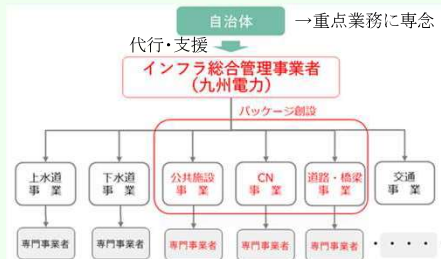 自治体 →重点業務に専念
代行・支援
インフラ総合管理事業者
(九州電力)
パッケージ創設
上水道
事業
下水道
事業
公共施設
事業
CN
事業
道路・橋梁
事業
交通
事業
専門事業者
専門事業者
専門事業者
専門事業者
専門事業者
・・・・